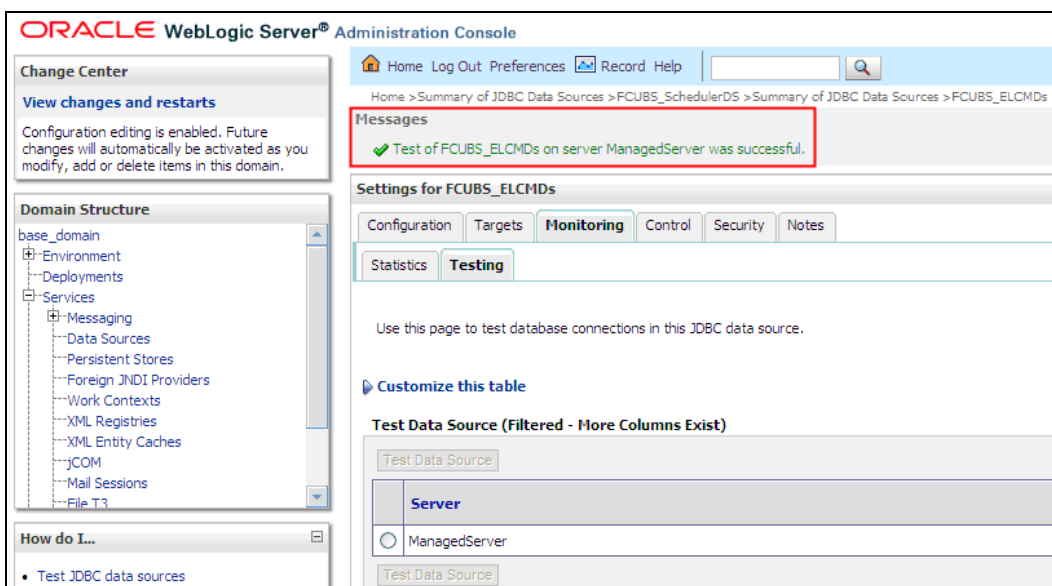 ORACLE WebLogic Server® Administration Console
Change Center
View changes and restarts
Configuration editing is enabled. Future
changes will automatically be activated as you
modify, add or delete items in this domain.
Domain Structure
base_domain
Environment
Deployments
Services
Messaging
Data Sources
Persistent Stores
Foreign JNDI Providers
Work Contexts
XML Registries
XML Entity Caches
jCOM
Mail Sessions
File T3
How do I...
Test JDBC data sources
Home Log Out Preferences Record Help
Home >Summary of JDBC Data Sources >FCUBS_SchedulerDS >Summary of JDBC Data Sources >FCUBS_ELCMDs
Messages
Test of FCUBS_ELCMDs on server ManagedServer was successful.
Settings for FCUBS_ELCMDs
Configuration Targets Monitoring Control Security Notes
Statistics Testing
Use this page to test database connections in this JDBC data source.
Customize this table
Test Data Source (Filtered - More Columns Exist)
Test Data Source
Server
ManagedServer
Test Data Source